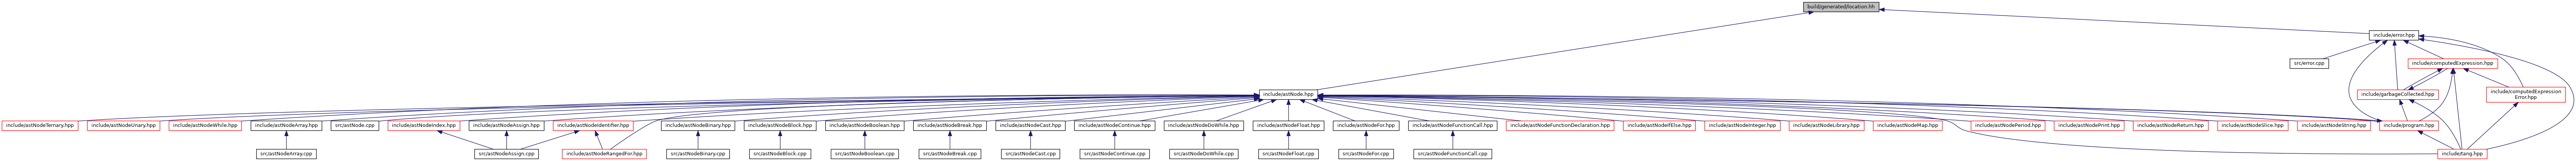 build/generated/location.hh
include/error.hpp
src/error.cpp
include/computedExpression.hpp
include/astNode.hpp
include/garbageCollected.hpp
include/computedExpression
Error.hpp
include/astNodeTernary.hpp
include/astNodeUnary.hpp
include/astNodeWhile.hpp
include/astNodeArray.hpp
src/astNode.cpp
include/astNodeIndex.hpp
include/astNodeAssign.hpp
include/astNodeIdentifier.hpp
include/astNodeBinary.hpp
include/astNodeBlock.hpp
include/astNodeBoolean.hpp
include/astNodeBreak.hpp
include/astNodeCast.hpp
include/astNodeContinue.hpp
include/astNodeDoWhile.hpp
include/astNodeFloat.hpp
include/astNodeFor.hpp
include/astNodeFunctionCall.hpp
include/astNodeFunctionDeclaration.hpp
include/astNodeIfElse.hpp
include/astNodeInteger.hpp
include/astNodeLibrary.hpp
include/astNodeMap.hpp
include/astNodePeriod.hpp
include/astNodePrint.hpp
include/astNodeReturn.hpp
include/astNodeSlice.hpp
include/astNodeString.hpp
include/program.hpp
src/astNodeArray.cpp
src/astNodeAssign.cpp
include/astNodeRangedFor.hpp
src/astNodeBinary.cpp
src/astNodeBlock.cpp
src/astNodeBoolean.cpp
src/astNodeBreak.cpp
src/astNodeCast.cpp
src/astNodeContinue.cpp
src/astNodeDoWhile.cpp
src/astNodeFloat.cpp
src/astNodeFor.cpp
src/astNodeFunctionCall.cpp
include/tang.hpp